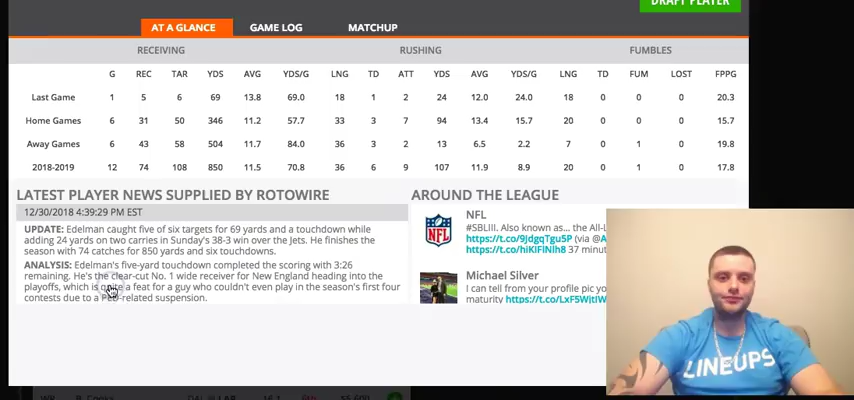 DRAFT PLAYER
AT A GLANCE GAME LOG MATCHUP
RECEIVING RUSHING FUMBLES
G REC TAR YDS AVG YDS/G LNG TD ATT YDS AVG YDS/G LNG TD FUM LOST FPPG
Last Game 1 5 6 69 13.8 69.0 18 1 2 24 12.0 24.0 18 0 0 0 20.3
Home Games 6 31 50 346 11.2 57.7 33 3 7 94 13.4 15.7 20 0 0 0 15.7
Away Games 6 43 58 504 11.7 84.0 36 3 2 13 6.5 2.2 7 0 1 0 19.8
2018-2019 12 74 108 850 11.5 70.8 36 6 9 107 11.9 8.9 20 0 1 0 17.8
LATEST PLAYER NEWS SUPPLIED BY ROTOWIRE
12/30/2018 4:39:29 PM EST
UPDATE: Edelman caught five of six targets for 69 yards and a touchdown while
adding 24 yards on two carries in Sunday's 38-3 win over the Jets. He finishes the
season with 74 catches for 850 yards and six touchdowns.
ANALYSIS: Edelman's five-yard touchdown completed the scoring with 3:26
remaining. He's the clear-cut No. 1 wide receiver for New England heading into the
playoffs, which is quite a feat for a guy who couldn't even play in the season's first four
contests due to a PED-related suspension.
AROUND THE LEAGUE
NFL
NFL
#SBLIII. Also known as... the All-L
https://t.co/9jdgqTgu5P (via @A
https://t.co/hiKIFINlh8 37 minut
Michael Silver
I can tell from your profile pic yo
maturity https://t.co/LxF5WjtIW
LINEUPS
WR B. Cooks DAL @ LAR 16.1 6th $5,600